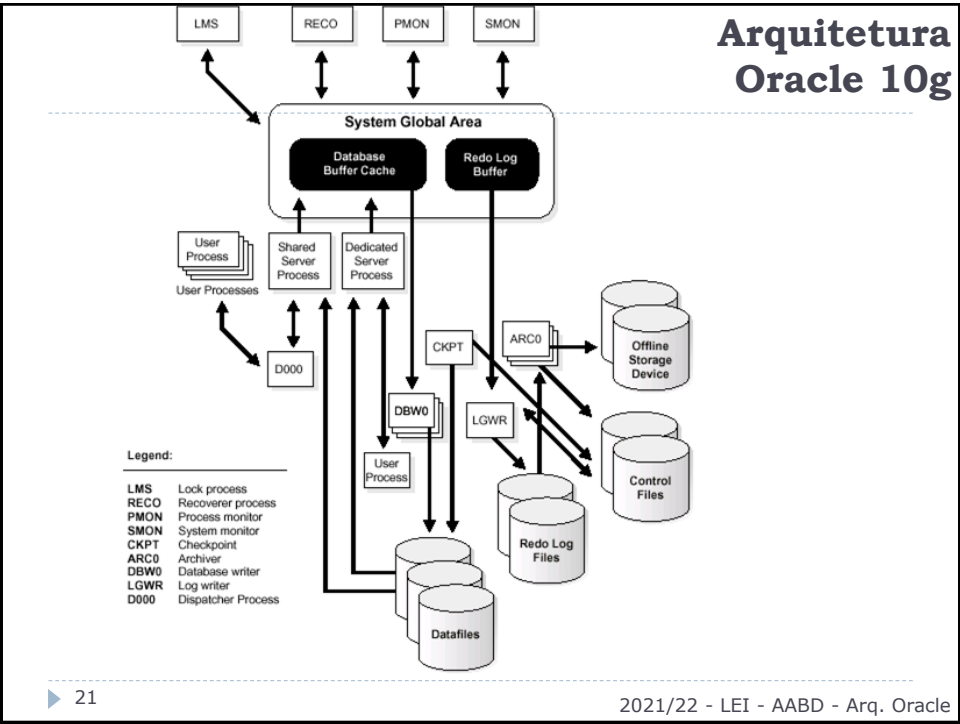 Arquitetura
Oracle 10g
LMS
RECO
PMON
SMON
System Global Area
Database
Buffer Cache
Redo Log
Buffer
User
Process
User Processes
Shared
Server
Process
Dedicated
Server
Process
D000
CKPT
ARC0
Offline
Storage
Device
DBW0
LGWR
User
Process
Control
Files
Redo Log
Files
Datafiles
Legend:
LMS Lock process
RECO Recoverer process
PMON Process monitor
SMON System monitor
CKPT Checkpoint
ARC0 Archiver
DBW0 Database writer
LGWR Log writer
D000 Dispatcher Process
21
2021/22 - LEI - AABD - Arq. Oracle